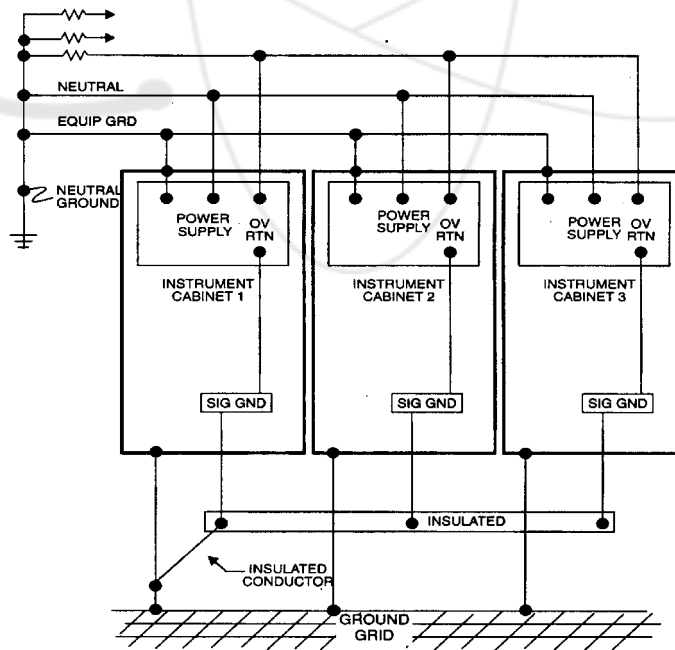 NEUTRAL
EQUIP GRD
NEUTRAL
GROUND
POWER
SUPPLY
OV
RTN
INSTRUMENT
CABINET 1
SIG GND
POWER
SUPPLY
OV
RTN
INSTRUMENT
CABINET 2
SIG GND
POWER
SUPPLY
OV
RTN
INSTRUMENT
CABINET 3
SIG GND
INSULATED
INSULATED
CONDUCTOR
GROUND
GRID